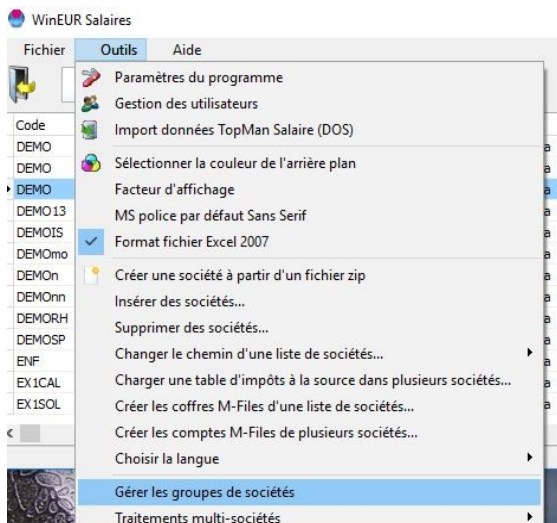 WinEUR Salaires
Fichier Outils Aide
Paramètres du programme
Gestion des utilisateurs
Import données TopMan Salaire (DOS)
Sélectionner la couleur de l'arrière plan
Facteur d'affichage
MS police par défaut Sans Serif
Format fichier Excel 2007
Créer une société à partir d'un fichier zip
Insérer des sociétés...
Supprimer des sociétés...
Changer le chemin d'une liste de sociétés...
Charger une table d'impôts à la source dans plusieurs sociétés...
Créer les coffres M-Files d'une liste de sociétés...
Créer les comptes M-Files de plusieurs sociétés...
Choisir la langue
Gérer les groupes de sociétés
Traitements multi-sociétés
Code
DEMO
DEMO
DEMO
DEMO13
DEMOIS
DEMOmo
DEMOn
DEMOnn
DEMORH
DEMOSP
ENF
EX1CAL
EX1SOL